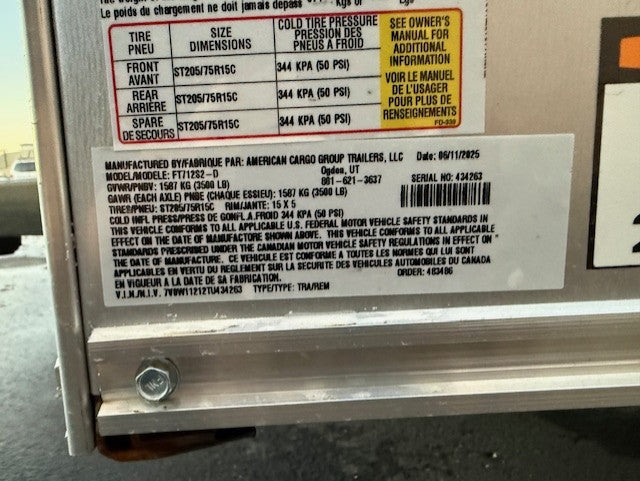 Le poids du chargement ne doit jamais dépass Kgs or
TIRE PNEU SIZE DIMENSIONS COLD TIRE PRESSURE PRESSION DES PNEUS A FROID
FRONT AVANT ST205/75R15C 344 KPA (50 PSI)
REAR ARRIÈRE ST205/75R15C 344 KPA (50 PSI)
SPARE DE SECOURS ST205/75R15C 344 KPA (50 PSI)
SEE OWNER'S
MANUAL FOR
ADDITIONAL
INFORMATION
VOIR LE MANUEL
DE L'USAGER
POUR PLUS DE
RENSEIGNEMENTS
MANUFACTURED BY/FABRIQUE PAR: AMERICAN CARGO GROUP TRAILERS, LLC Date: 06/11/2025
MODEL/MODELE: FT712S2-D Ogden, UT
GVWR/PNBV: 1587 KG (3500 LB) 801-621-3637 SERIAL NO: 434263
GAWR (EACH AXLE) PNBE (CHAQUE ESSIEU): 1587 KG (3500 LB)
TIRES/PNEU: ST205/75R15C RIM/JANTE: 15 X 5
COLD INFL PRESS/PRESS DE GONFL.A.FROID 344 KPA (50 PSI)
THIS VEHICLE CONFORMS TO ALL APPLICABLE U.S. FEDERAL MOTOR VEHICLE SAFETY STANDARDS IN
EFFECT ON THE DATE OF MANUFACTURE SHOWN ABOVE. THIS VEHICLE CONFORMS TO ALL APPLICABLE
STANDARDS PRESCRIBED UNDER THE CANADIAN MOTOR VEHICLE SAFETY REGULATIONS IN EFFECT ON
THE DATE OF MANUFACTURE. CE VEHICULE EST CONFORME A TOUTES LES NORMES QUI LUI SONT
APPLICABLES EN VERTU DU REGLEMENT SUR LA SECURITE DES VEHICULES AUTOMOBILES DU CANADA
EN VIGUEUR A LA DATE DE SA FABRICATION. ORDER: 483486
V.I.N./N.I.V. 7V8W11212TU434263 TYPE/TYPE: TRA/REM